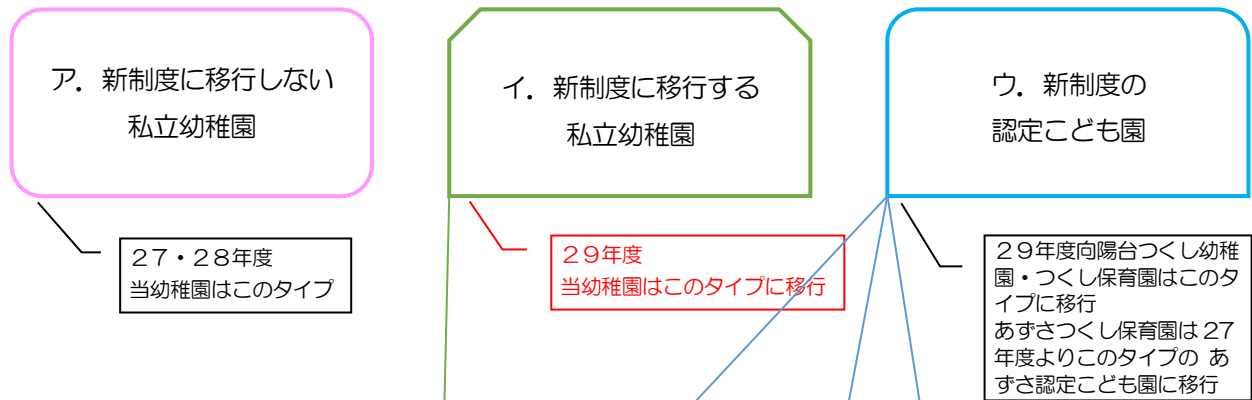 ア．新制度に移行しない
私立幼稚園
イ．新制度に移行する
私立幼稚園
ウ．新制度の
認定こども園
２７・２８年度
当幼稚園はこのタイプ
２９年度
当幼稚園はこのタイプに移行
２９年度向陽台つくし幼稚
園・つくし保育園はこのタ
イプに移行
あずさつくし保育園は 27
年度よりこのタイプの あ
ずさ認定こども園に移行